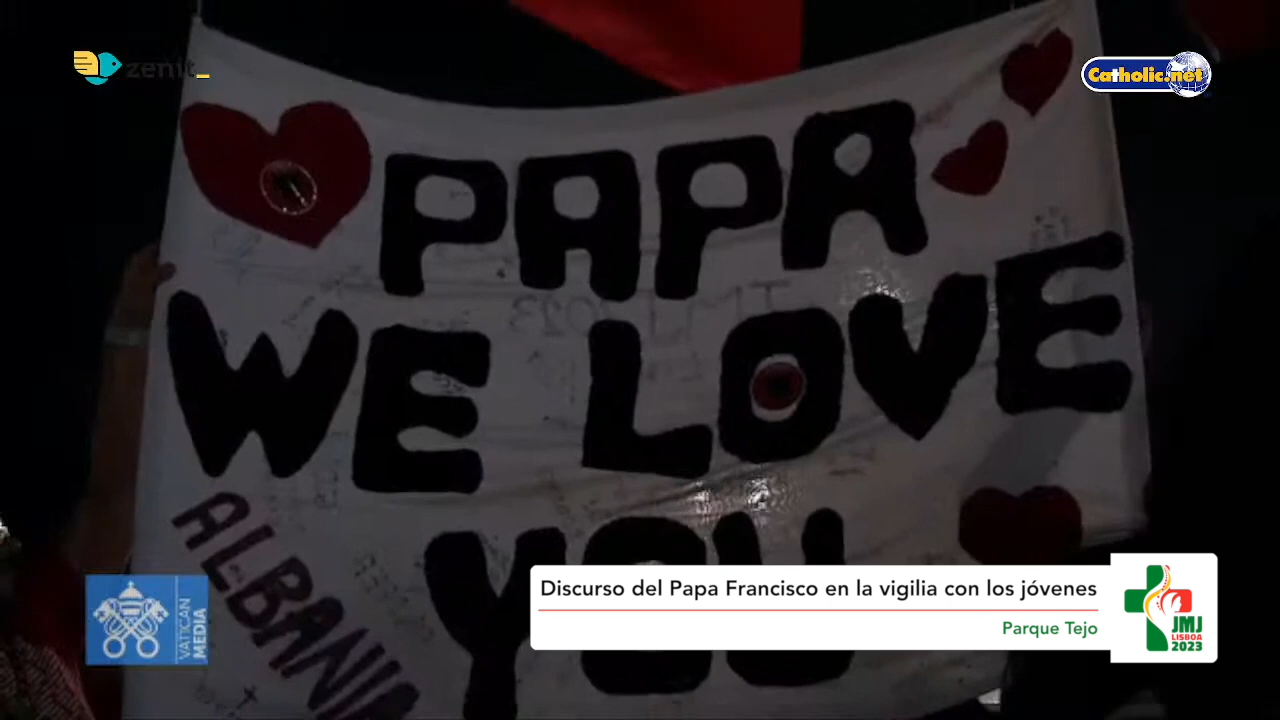 zenit_
Catholic.net
PAPA
WE LOVE
YOU
ALBANIA
Discurso del Papa Francisco en la vigilia con los jóvenes
Parque Tejo
VATICAN
MEDIA
JMJ
LISBOA
2023